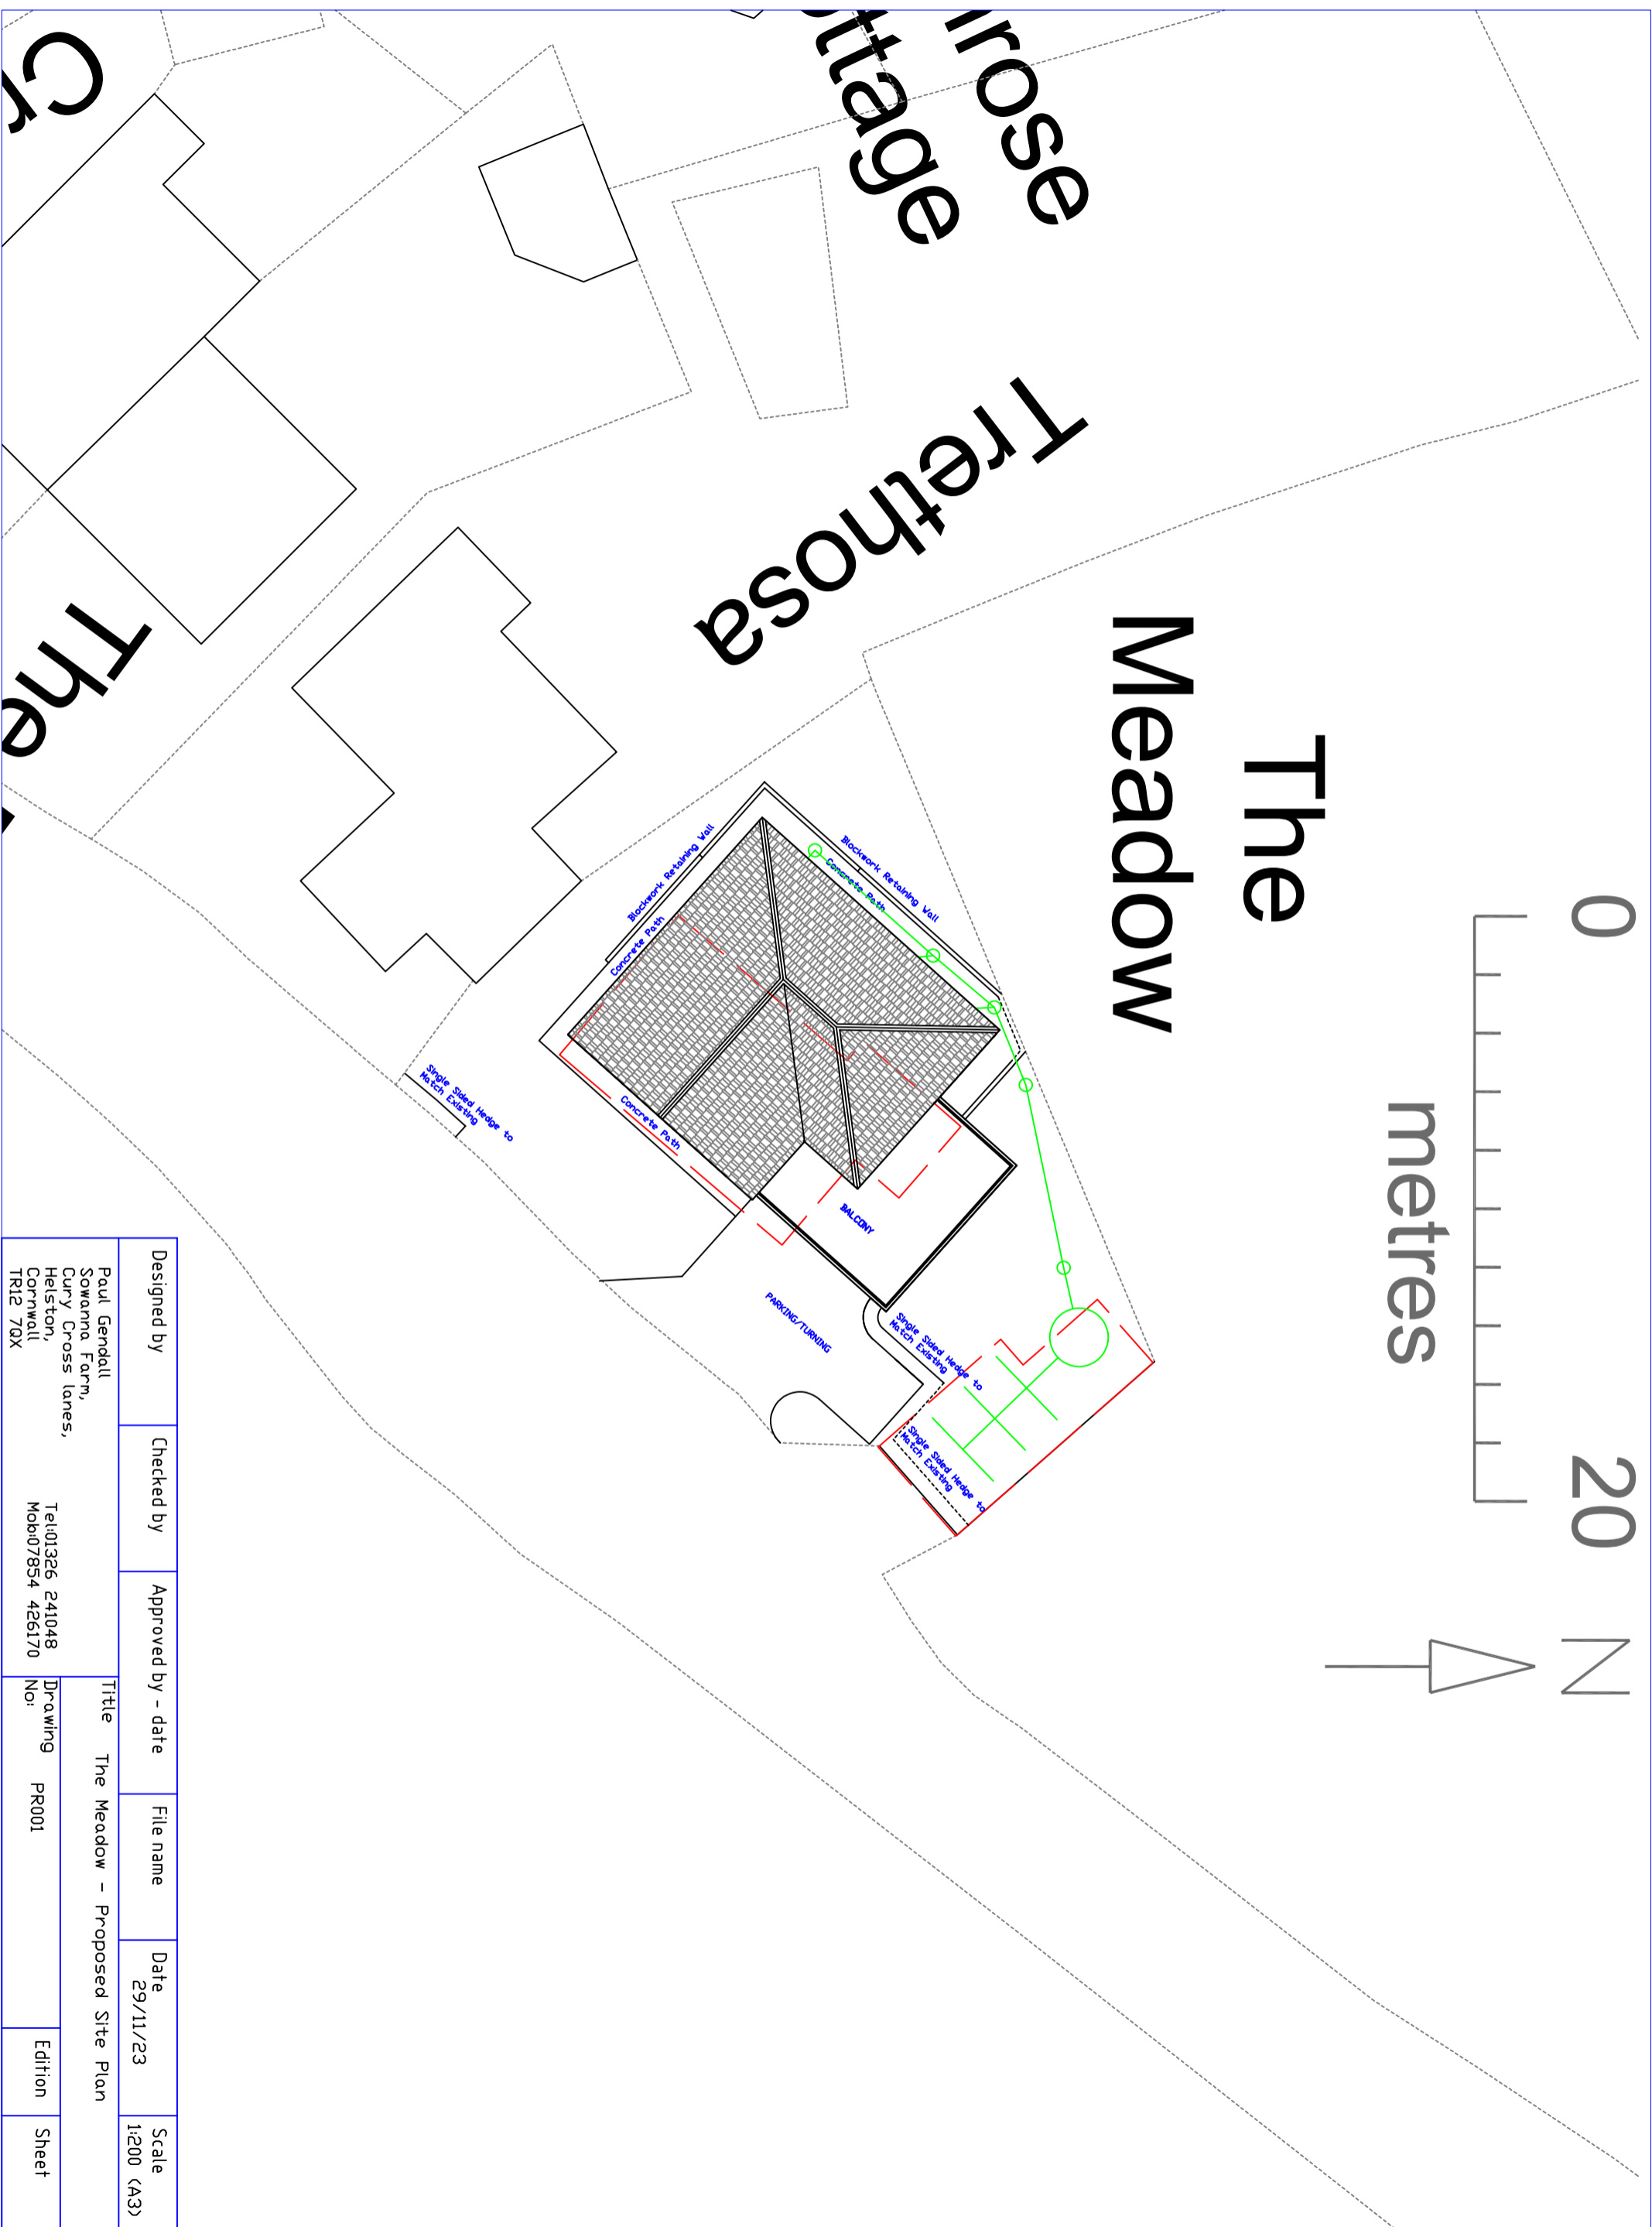 0
20
metres
N
The
Meadow
rose
ttage
Trethosa
Cr
The
Blockwork Retaining Wall
Concrete Path
Blockwork Retaining Wall
Concrete Path
Concrete Path
BALCONY
Single Sided Hedge to
Match Existing
PARKING/TURNING
Single Sided Hedge to
Match Existing
Single Sided Hedge to
Match Existing
Designed by
Checked by
Approved by - date
File name
Date
29/11/23
Scale
1:200 (A3)
Paul Gendall
Sowanna Farm,
Cury Cross lanes,
Helston,
Cornwall
TR12 7QX
Tel:01326 241048
Mob:07854 426170
Title
The Meadow - Proposed Site Plan
Drawing
No:
PR001
Edition
Sheet